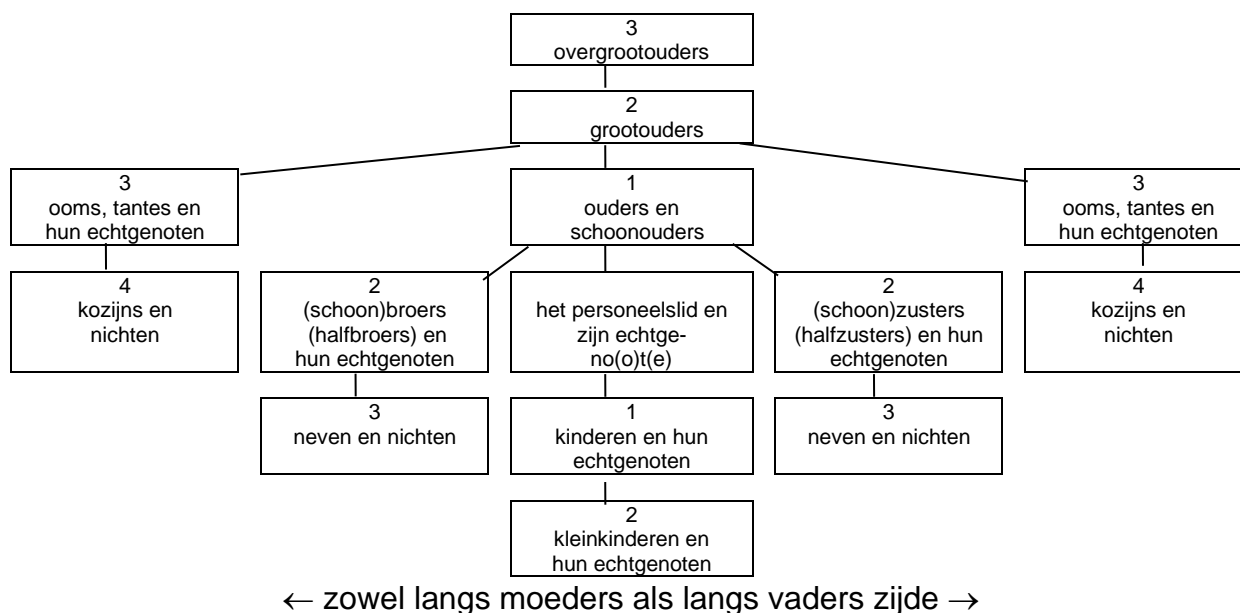 3
overgrootouders
2
grootouders
3
ooms, tantes en
hun echtgenoten
1
ouders en
schoonouders
3
ooms, tantes en
hun echtgenoten
4
kozijns en
nichten
2
(schoon)broers
(halfbroers) en
hun echtgenoten
het personeelslid en
zijn echtge-
no(o)t(e)
2
(schoon)zusters
(halfzusters) en hun
echtgenoten
4
kozijns en
nichten
3
neven en nichten
1
kinderen en hun
echtgenoten
3
neven en nichten
2
kleinkinderen en
hun echtgenoten
← zowel langs moeders als langs vaders zijde →